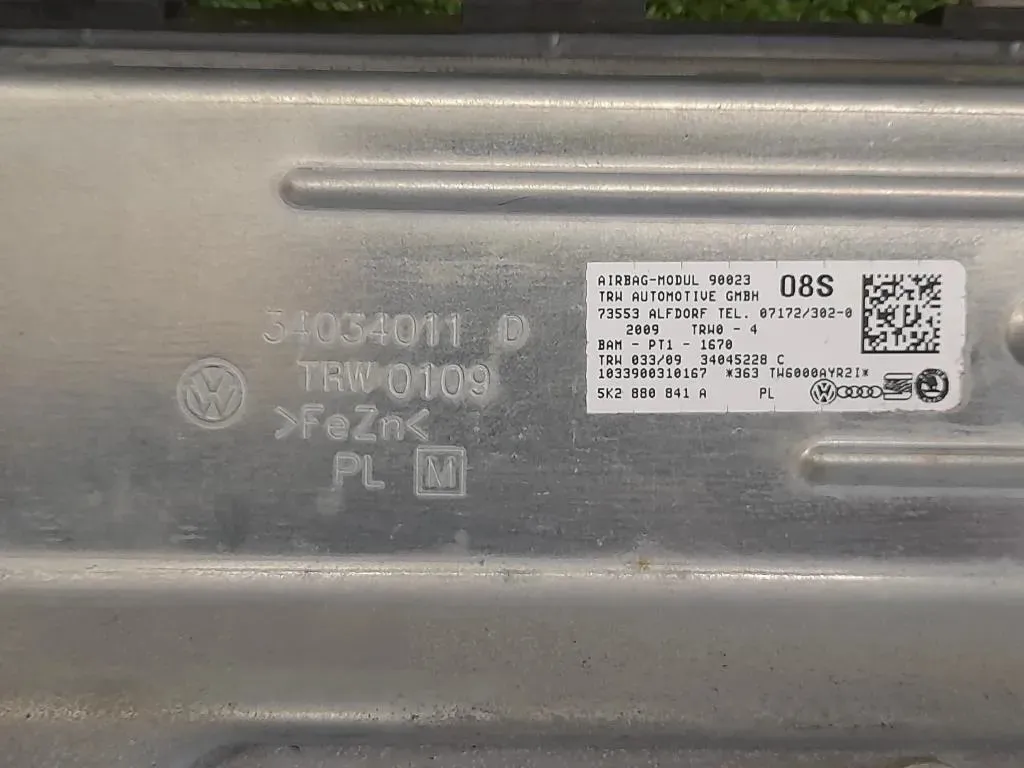 34034011 D
TRW 0109
>FeZn<
PL M
AIRBAG-MODUL 90023 08S
TRW AUTOMOTIVE GMBH
73553 ALFDORF TEL. 07172/302-0
2009 TRW0 - 4
BAM - PT1 - 1670
TRW 033/09 34045228 C
1033900310167 *363 TW6000AYR2I*
5K2 880 841 A PL